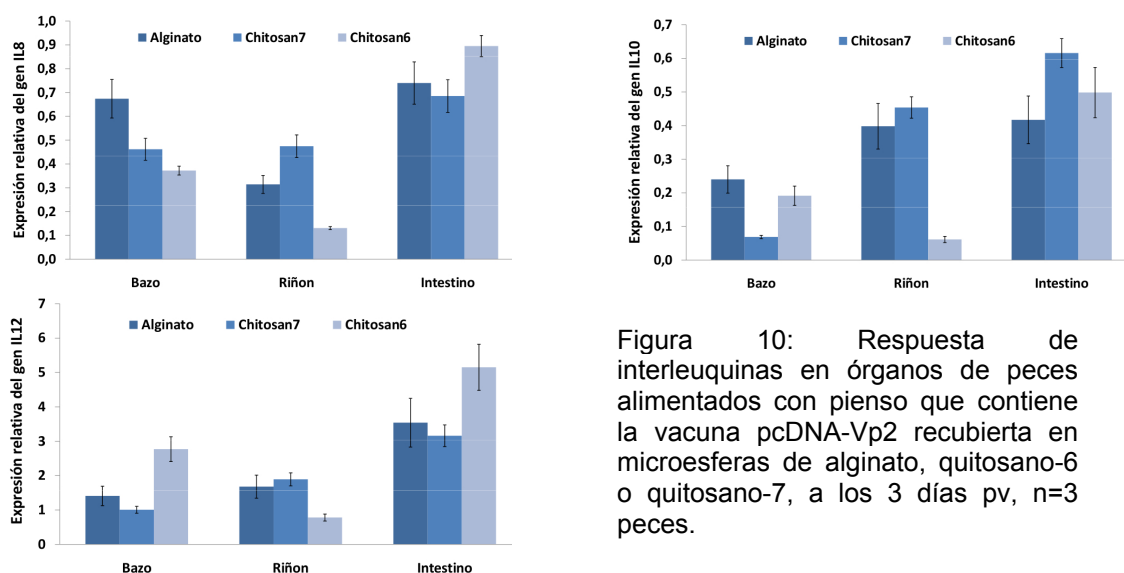 Expresión relativa del gen IL8
1,0
0,9
0,8
0,7
0,6
0,5
0,4
0,3
0,2
0,1
0,0
Alginato Chitosan7 Chitosan6
Bazo Riñon Intestino
Expresión relativa del gen IL10
0,7
0,6
0,5
0,4
0,3
0,2
0,1
0,0
Alginato Chitosan7 Chitosan6
Bazo Riñon Intestino
Expresión relativa del gen IL12
7
6
5
4
3
2
1
0
Alginato Chitosan7 Chitosan6
Bazo Riñon Intestino
Figura 10: Respuesta de
interleuquinas en órganos de peces
alimentados con pienso que contiene
la vacuna pcDNA-Vp2 recubierta en
microesferas de alginato, quitosano-6
o quitosano-7, a los 3 días pv, n=3
peces.